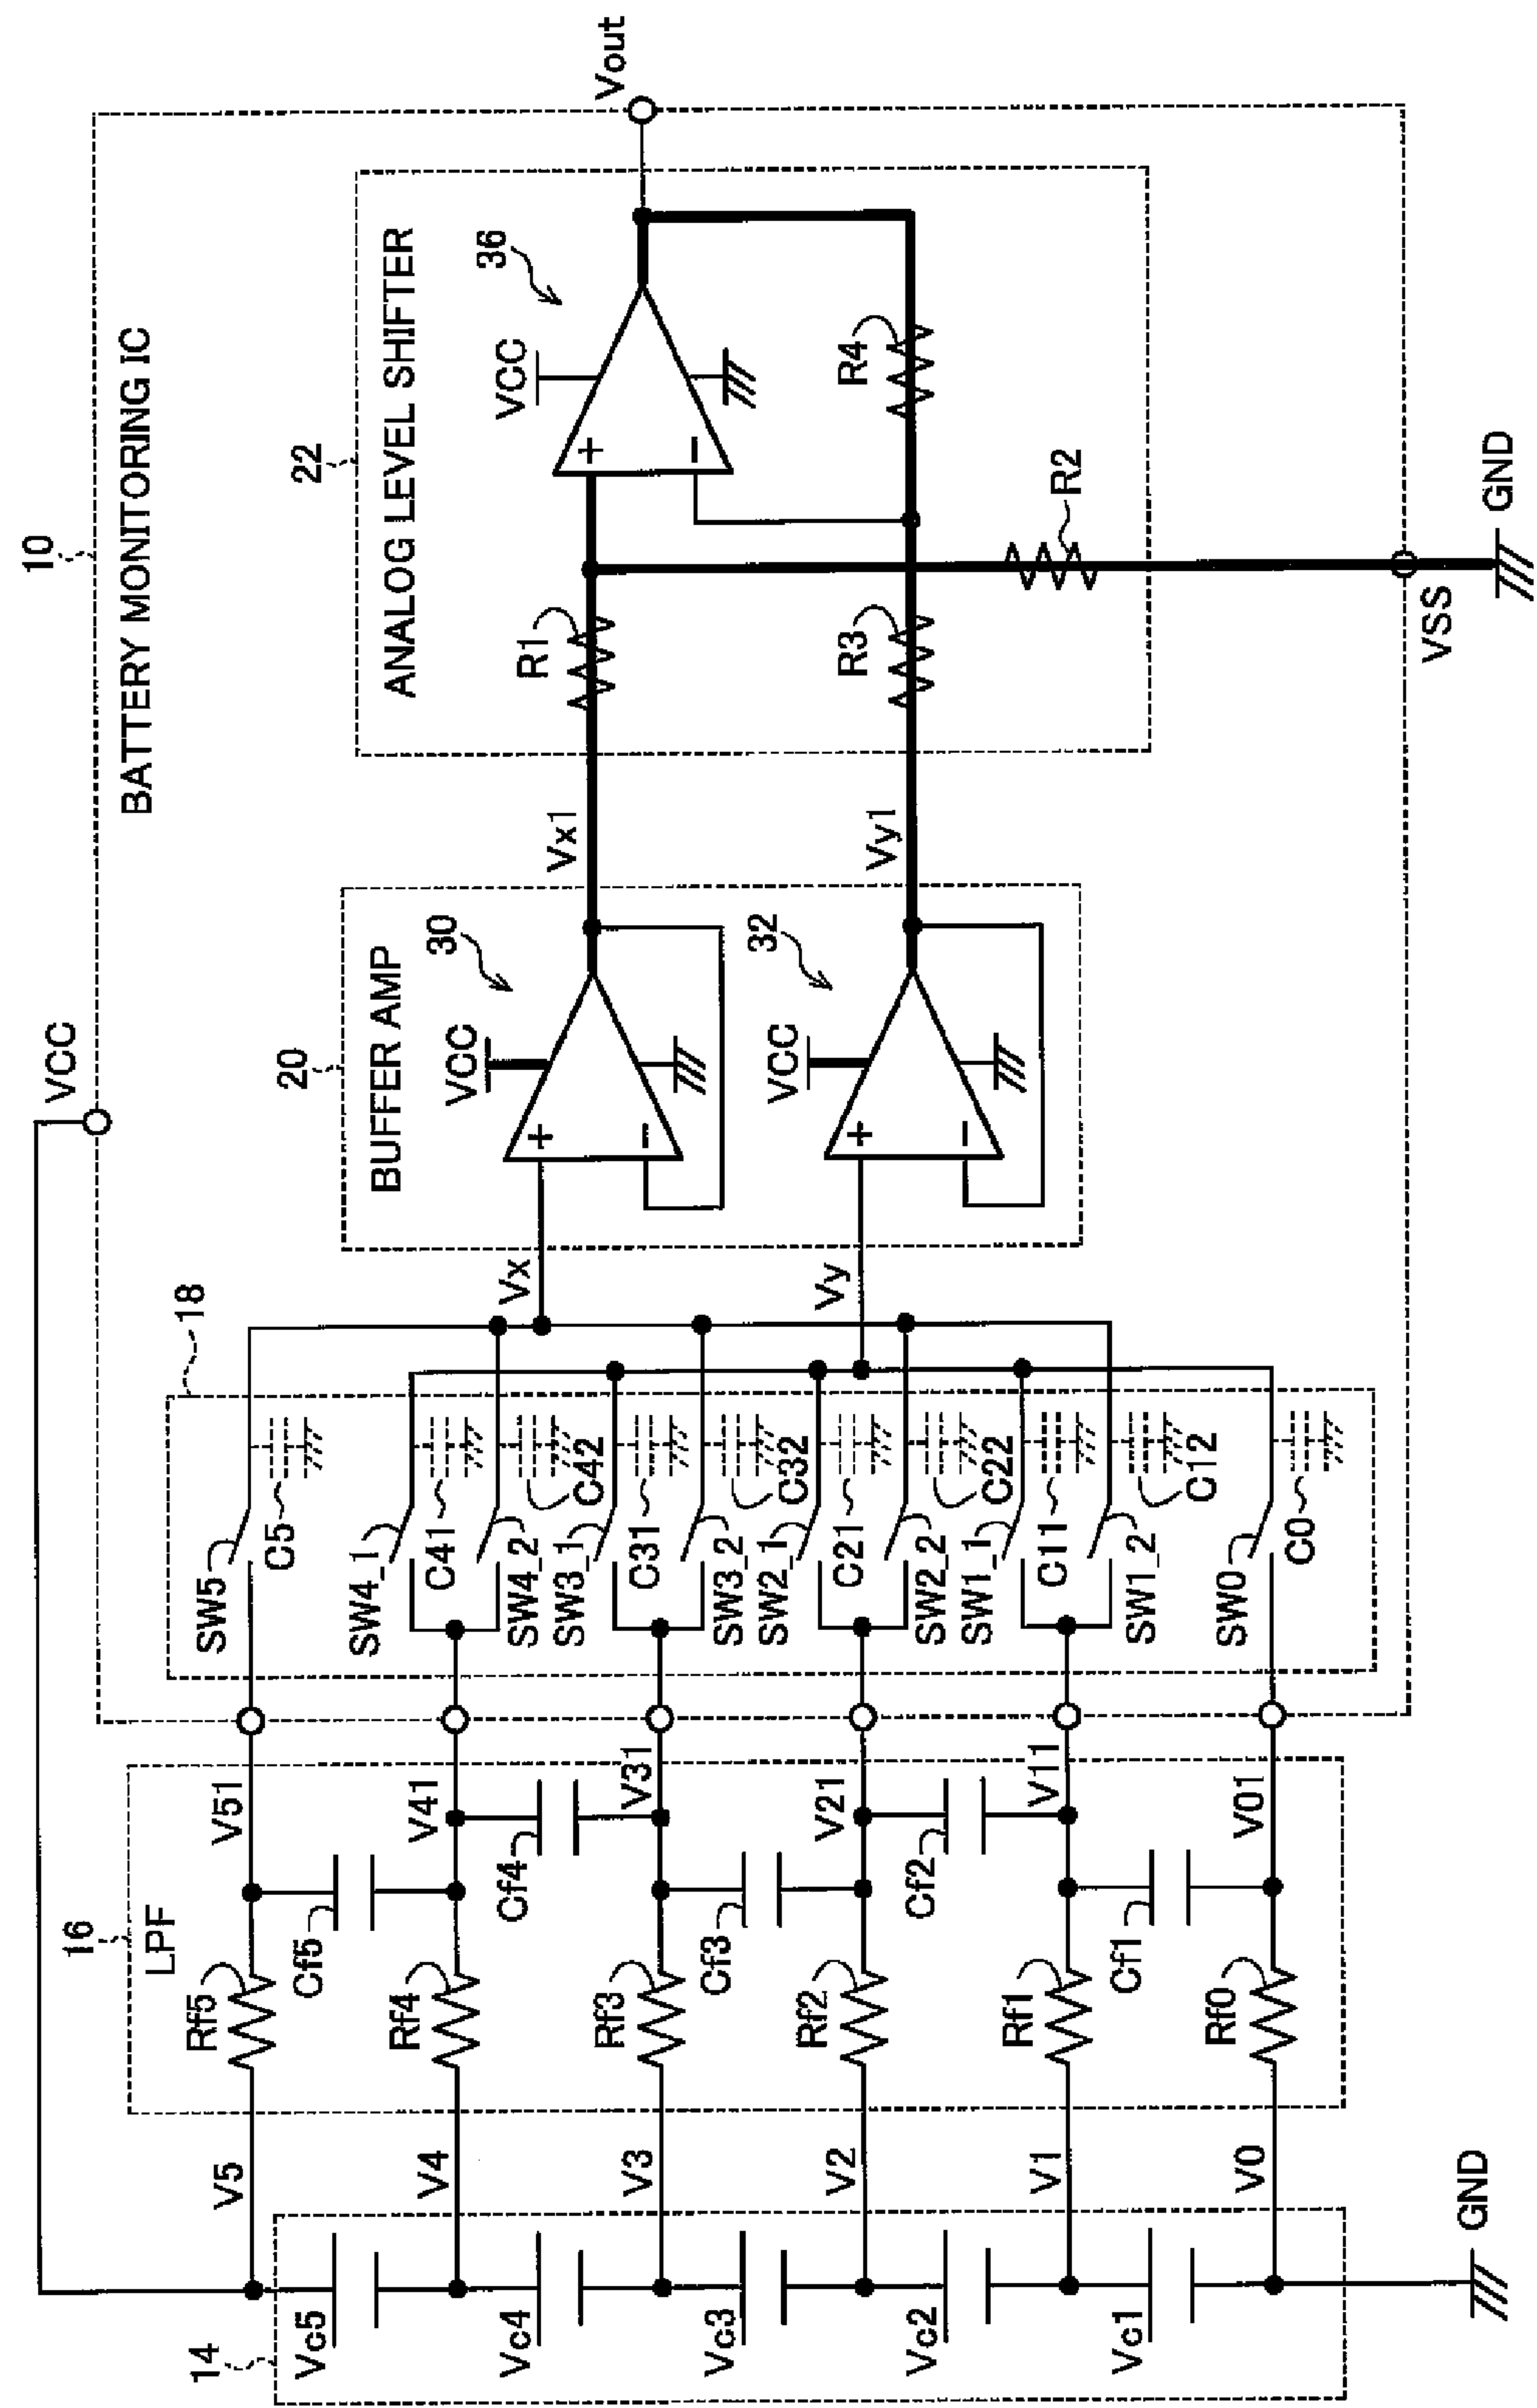 10
BATTERY MONITORING IC
VCC
14
Vc5
Vc4
Vc3
Vc2
Vc1
GND
V5
V4
V3
V2
V1
V0
16
LPF
Rf5
Rf4
Rf3
Rf2
Rf1
Rf0
Cf5
Cf4
Cf3
Cf2
Cf1
V51
V41
V31
V21
V11
V01
18
SW5
C5
SW4_1
C41
SW4_2
C42
SW3_1
C31
SW3_2
C32
SW2_1
C21
SW2_2
C22
SW1_1
C11
SW1_2
C12
SW0
C0
Vx
Vy
20
BUFFER AMP
VCC
30
+
−
VCC
32
+
−
Vx1
Vy1
22
ANALOG LEVEL SHIFTER
R1
R3
VCC
36
+
−
R4
R2
VSS
GND
Vout